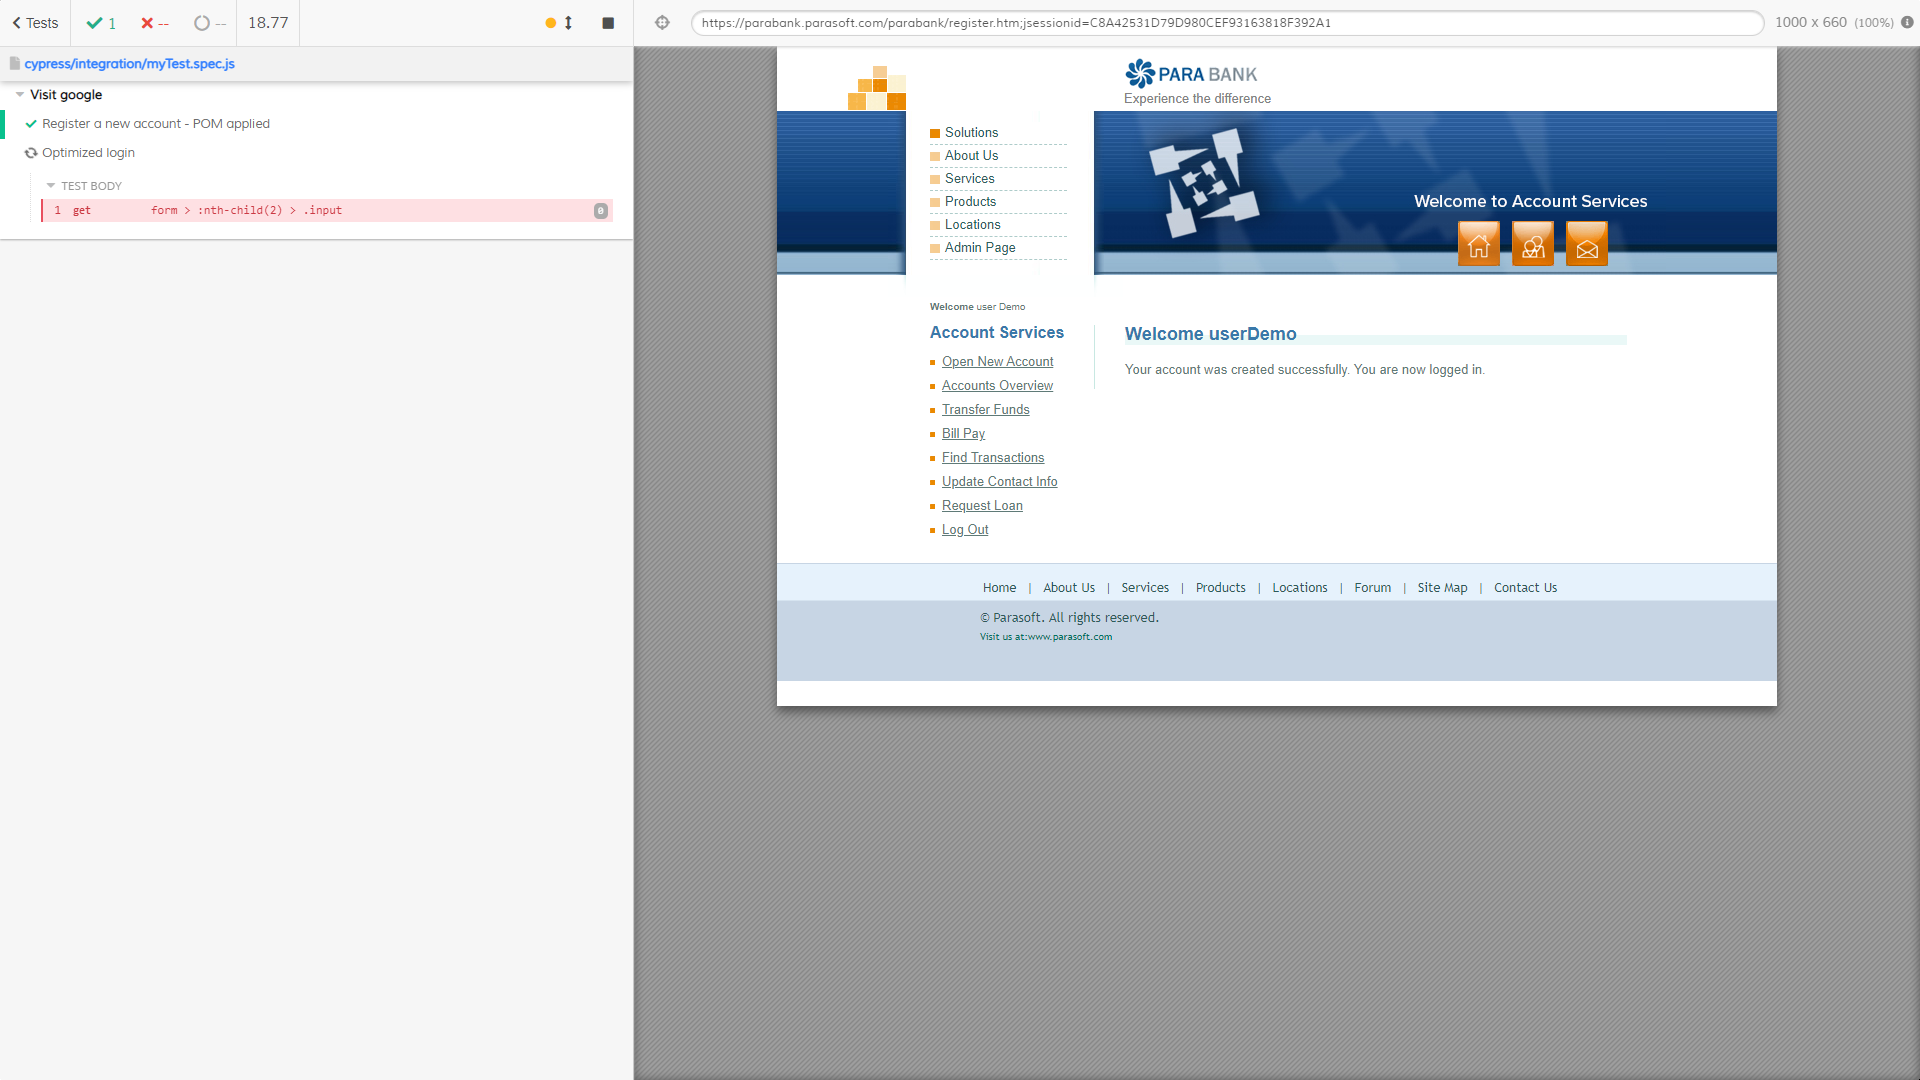 Tests
1
--
--
18.77
https://parabank.parasoft.com/parabank/register.htm;jsessionid=C8A42531D79D980CEF93163818F392A1
1000 x 660 (100%)
cypress/integration/myTest.spec.js
Visit google
Register a new account - POM applied
Optimized login
TEST BODY
1 get form > :nth-child(2) > .input 0
PARA BANK
Experience the difference
Solutions
About Us
Services
Products
Locations
Admin Page
Welcome to Account Services
Welcome user Demo
Account Services
Open New Account
Accounts Overview
Transfer Funds
Bill Pay
Find Transactions
Update Contact Info
Request Loan
Log Out
Welcome userDemo
Your account was created successfully. You are now logged in.
Home | About Us | Services | Products | Locations | Forum | Site Map | Contact Us
© Parasoft. All rights reserved.
Visit us at:www.parasoft.com